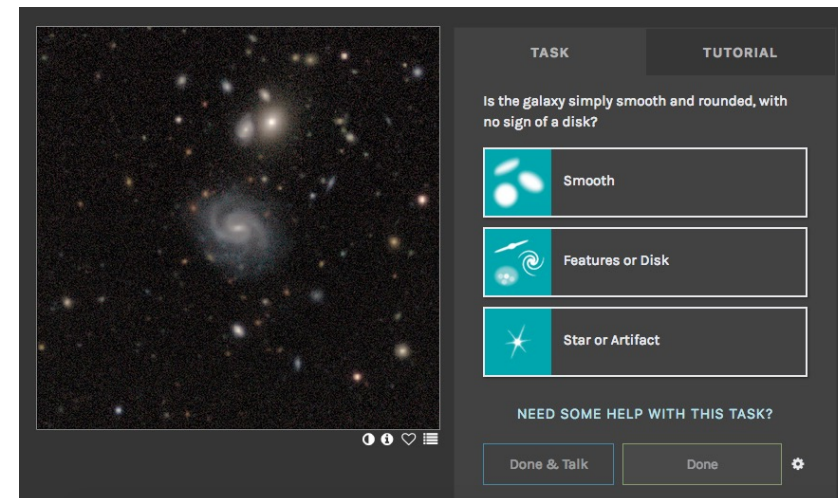 TASK
TUTORIAL
Is the galaxy simply smooth and rounded, with
no sign of a disk?
Smooth
Features or Disk
Star or Artifact
NEED SOME HELP WITH THIS TASK?
Done & Talk
Done